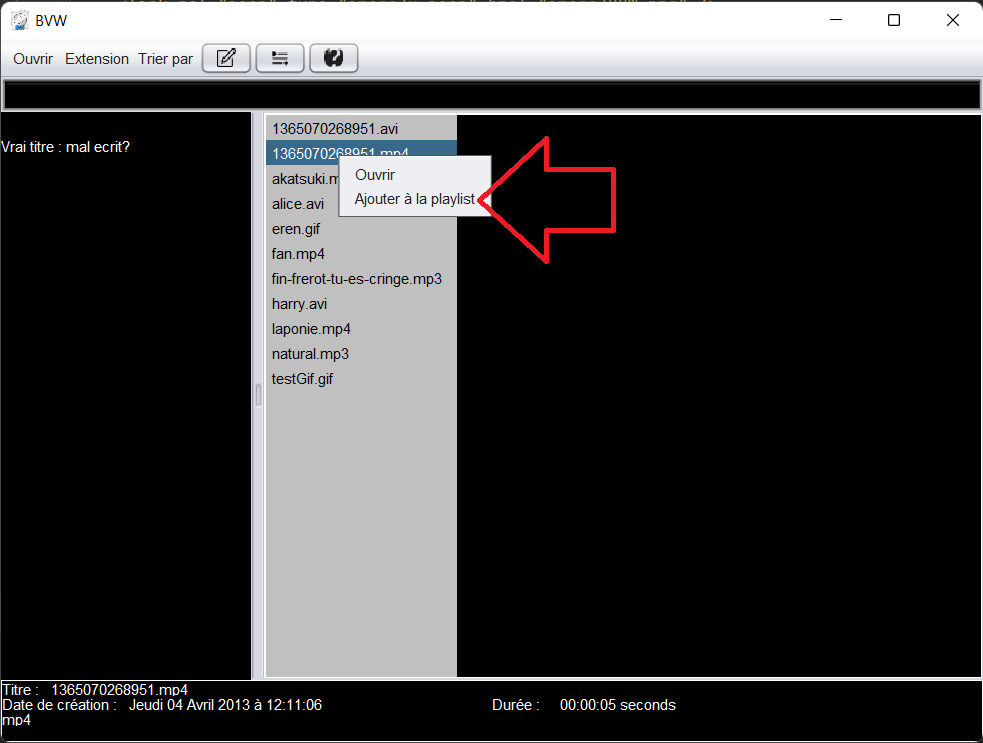 BVW
Ouvrir Extension Trier par
Vrai titre : mal ecrit?
1365070268951.avi
1365070268951.mp4
Ouvrir
Ajouter à la playlist
akatsuki.m
alice.avi
eren.gif
fan.mp4
fin-frerot-tu-es-cringe.mp3
harry.avi
laponie.mp4
natural.mp3
testGif.gif
Titre : 1365070268951.mp4
Date de création : Jeudi 04 Avril 2013 à 12:11:06 Durée : 00:00:05 seconds
mp4